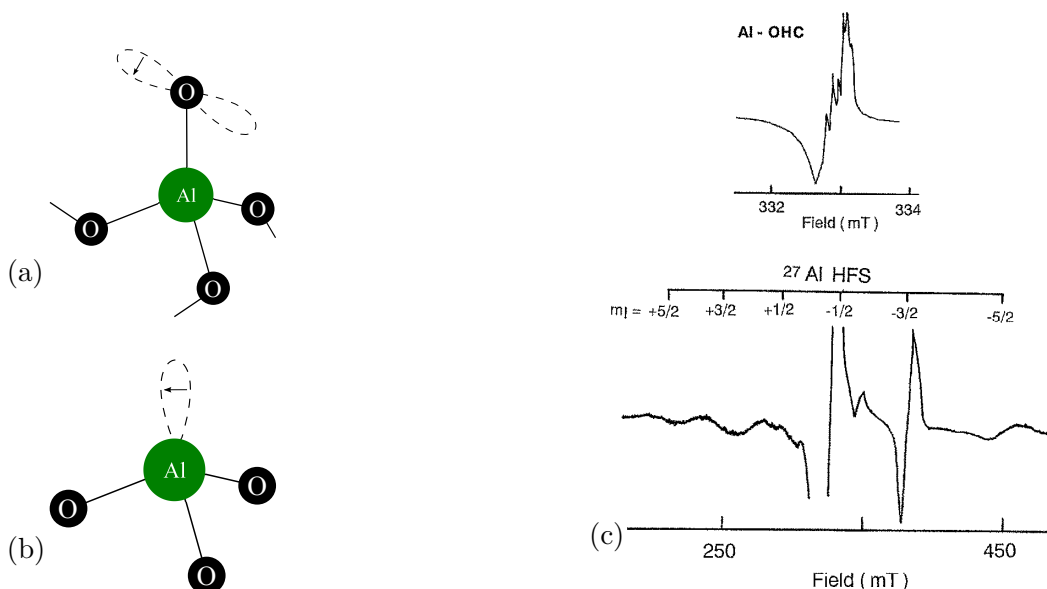 O
Al
O
O
O
(a)
Al
O
O
O
(b)
Al - OHC
332
334
Field ( mT )
²⁷ Al HFS
mI = +5/2 +3/2 +1/2 -1/2 -3/2 -5/2
(c)
250
450
Field ( mT )